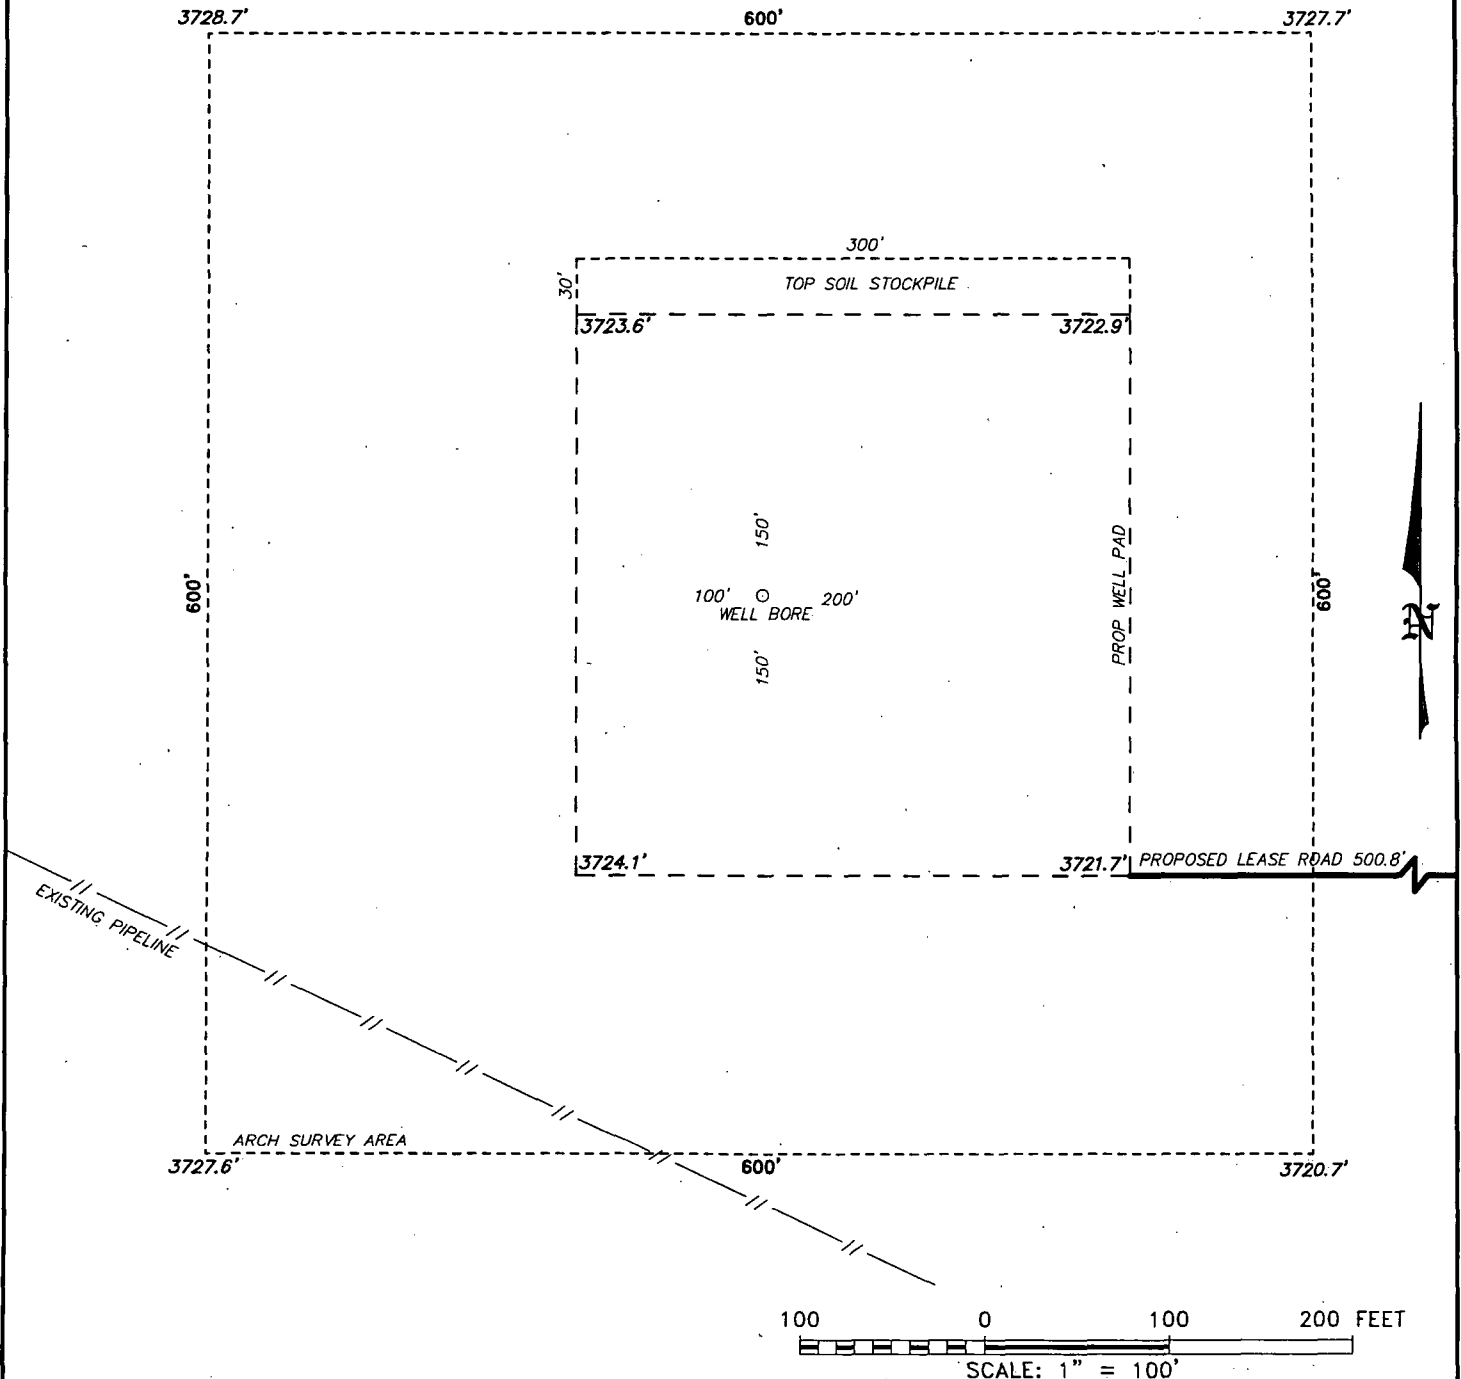 3728.7' 600' 3727.7'
300'
30'
TOP SOIL STOCKPILE
3723.6' 3722.9'
150'
600'
100' 200'
WELL BORE
150'
PROP WELL PAD
600'
N
3724.1' 3721.7' PROPOSED LEASE ROAD 500.8'
EXISTING PIPELINE
ARCH SURVEY AREA
3727.6' 600' 3720.7'
100 0 100 200 FEET
SCALE: 1" = 100'